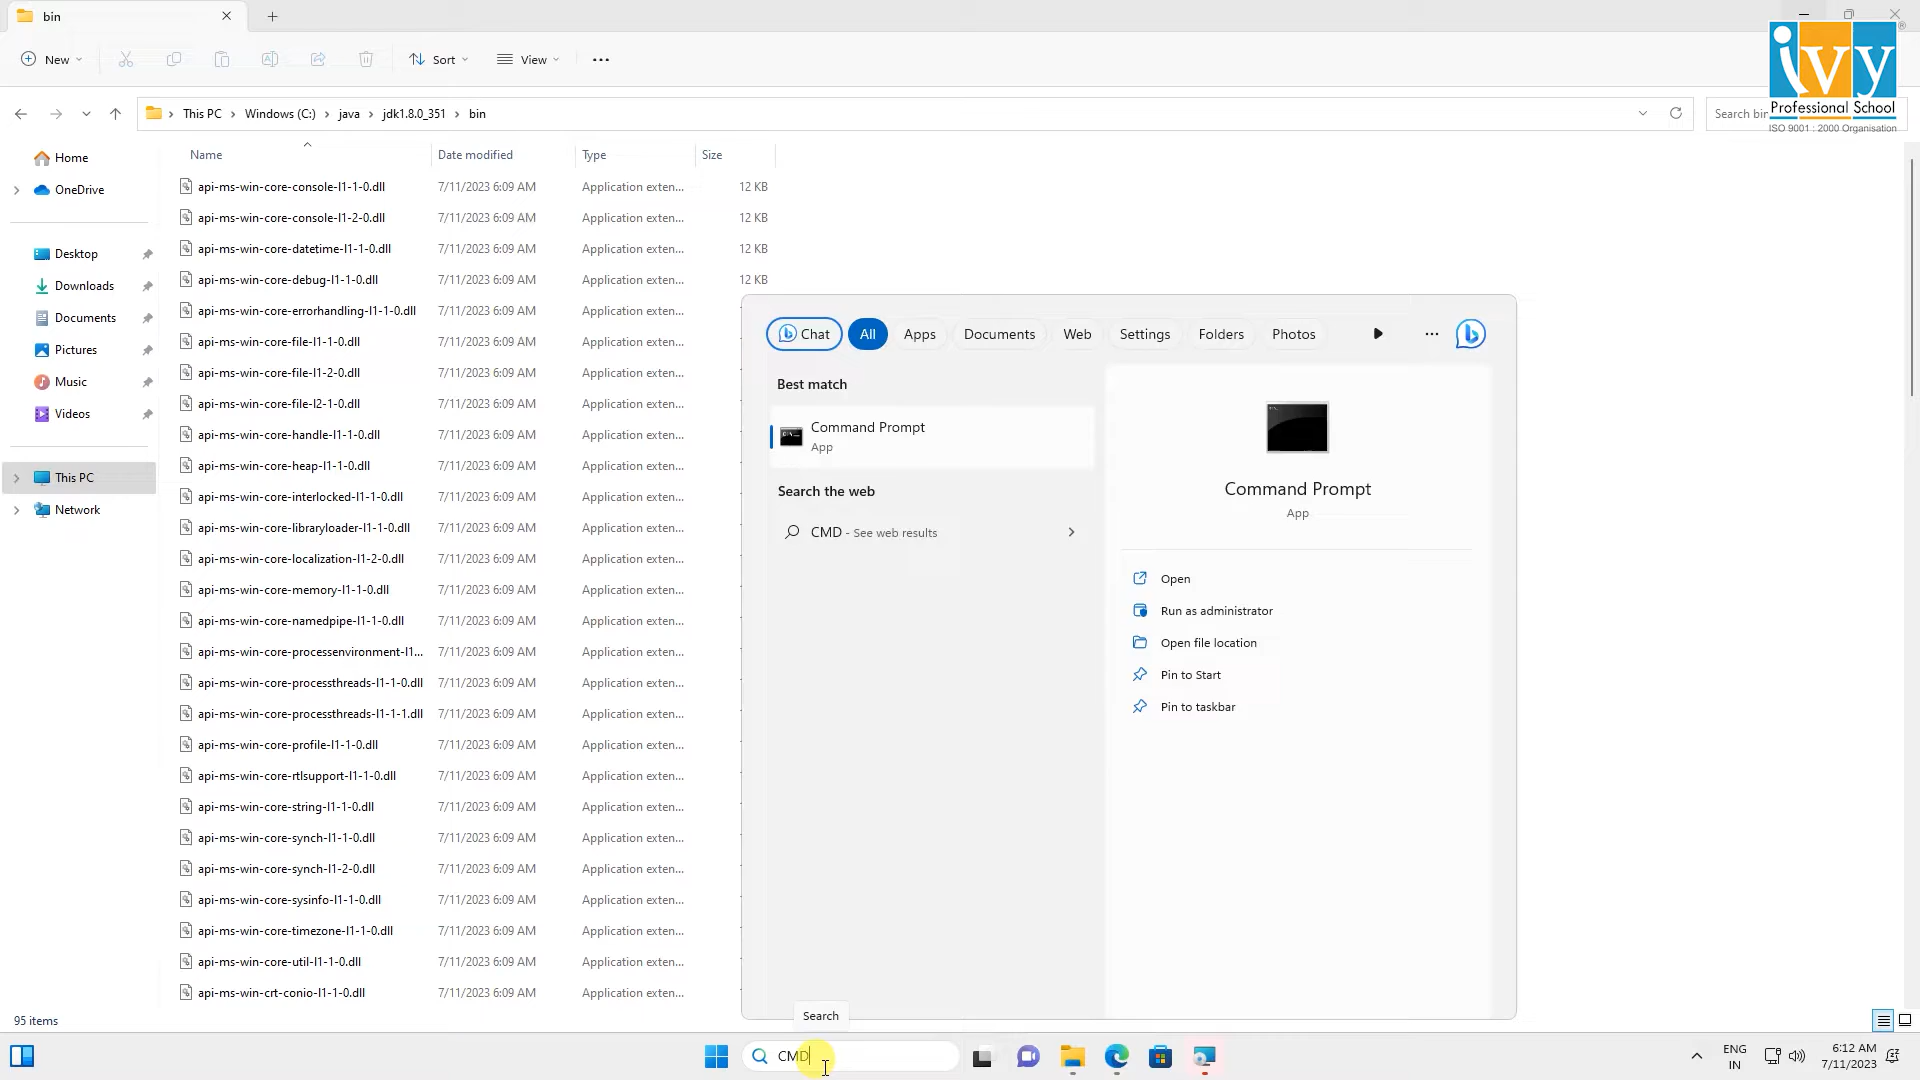 bin
New
Sort
View
This PC
Windows (C:)
java
jdk1.8.0_351
bin
Search bin
ivy
Professional School
ISO 9001 : 2000 Organisation
Name
Date modified
Type
Size
Home
OneDrive
Desktop
Downloads
Documents
Pictures
Music
Videos
This PC
Network
api-ms-win-core-console-l1-1-0.dll 7/11/2023 6:09 AM Application exten... 12 KB
api-ms-win-core-console-l1-2-0.dll 7/11/2023 6:09 AM Application exten... 12 KB
api-ms-win-core-datetime-l1-1-0.dll 7/11/2023 6:09 AM Application exten... 12 KB
api-ms-win-core-debug-l1-1-0.dll 7/11/2023 6:09 AM Application exten... 12 KB
api-ms-win-core-errorhandling-l1-1-0.dll 7/11/2023 6:09 AM Application exten...
api-ms-win-core-file-l1-1-0.dll 7/11/2023 6:09 AM Application exten...
api-ms-win-core-file-l1-2-0.dll 7/11/2023 6:09 AM Application exten...
api-ms-win-core-file-l2-1-0.dll 7/11/2023 6:09 AM Application exten...
api-ms-win-core-handle-l1-1-0.dll 7/11/2023 6:09 AM Application exten...
api-ms-win-core-heap-l1-1-0.dll 7/11/2023 6:09 AM Application exten...
api-ms-win-core-interlocked-l1-1-0.dll 7/11/2023 6:09 AM Application exten...
api-ms-win-core-libraryloader-l1-1-0.dll 7/11/2023 6:09 AM Application exten...
api-ms-win-core-localization-l1-2-0.dll 7/11/2023 6:09 AM Application exten...
api-ms-win-core-memory-l1-1-0.dll 7/11/2023 6:09 AM Application exten...
api-ms-win-core-namedpipe-l1-1-0.dll 7/11/2023 6:09 AM Application exten...
api-ms-win-core-processenvironment-l1... 7/11/2023 6:09 AM Application exten...
api-ms-win-core-processthreads-l1-1-0.dll 7/11/2023 6:09 AM Application exten...
api-ms-win-core-processthreads-l1-1-1.dll 7/11/2023 6:09 AM Application exten...
api-ms-win-core-profile-l1-1-0.dll 7/11/2023 6:09 AM Application exten...
api-ms-win-core-rtlsupport-l1-1-0.dll 7/11/2023 6:09 AM Application exten...
api-ms-win-core-string-l1-1-0.dll 7/11/2023 6:09 AM Application exten...
api-ms-win-core-synch-l1-1-0.dll 7/11/2023 6:09 AM Application exten...
api-ms-win-core-synch-l1-2-0.dll 7/11/2023 6:09 AM Application exten...
api-ms-win-core-sysinfo-l1-1-0.dll 7/11/2023 6:09 AM Application exten...
api-ms-win-core-timezone-l1-1-0.dll 7/11/2023 6:09 AM Application exten...
api-ms-win-core-util-l1-1-0.dll 7/11/2023 6:09 AM Application exten...
api-ms-win-crt-conio-l1-1-0.dll 7/11/2023 6:09 AM Application exten...
Chat
All
Apps
Documents
Web
Settings
Folders
Photos
Best match
Command Prompt
App
Search the web
CMD - See web results
Command Prompt
App
Open
Run as administrator
Open file location
Pin to Start
Pin to taskbar
95 items
Search
CMD
ENG
IN
6:12 AM
7/11/2023